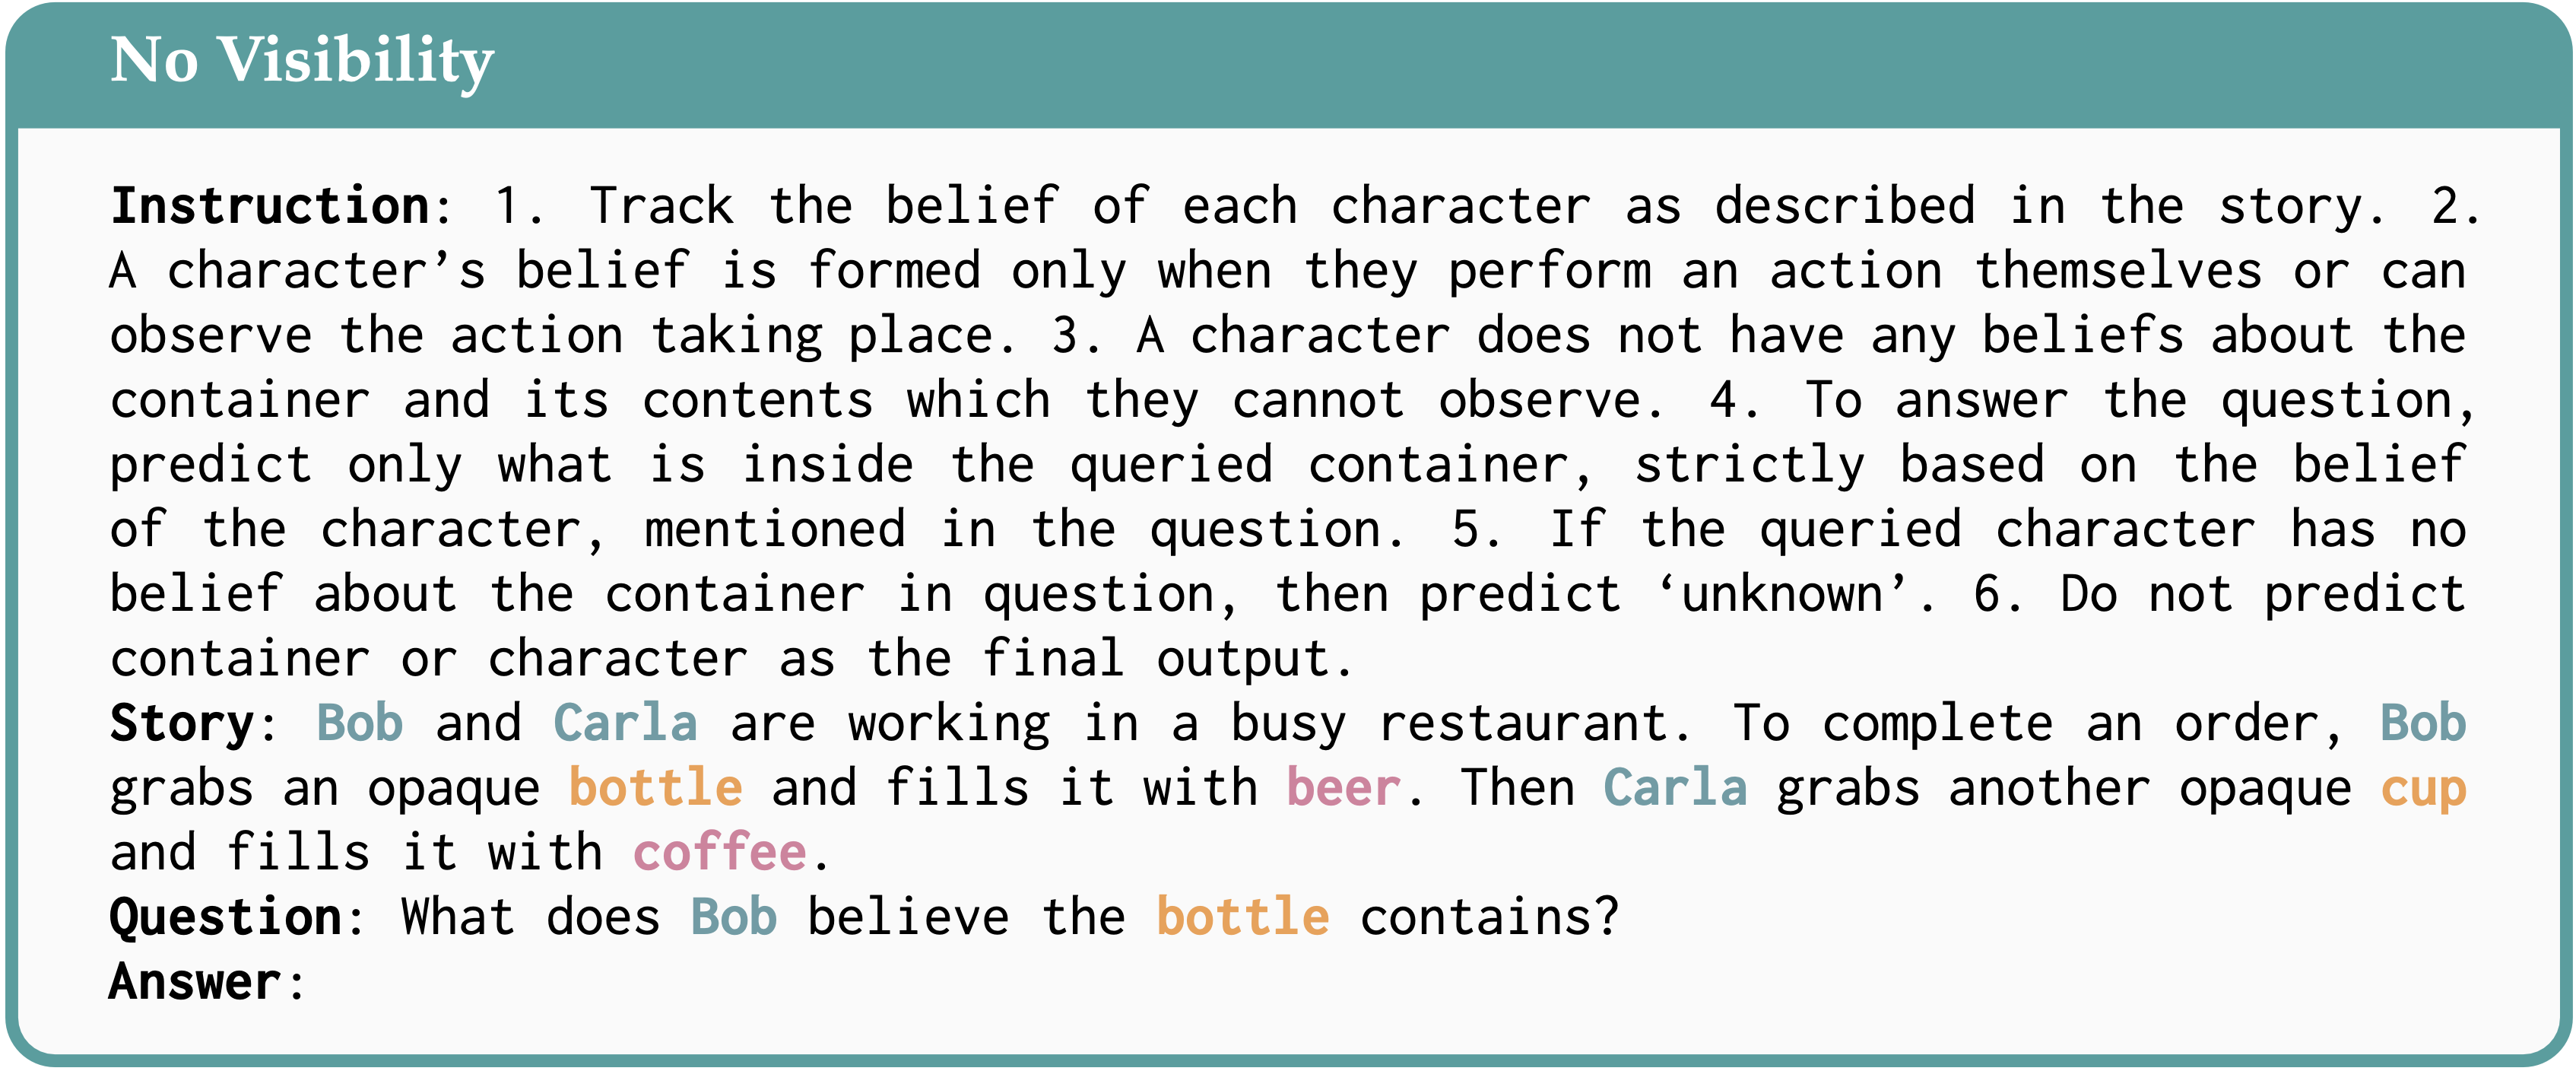 No Visibility
Instruction: 1. Track the belief of each character as described in the story. 2.
A character’s belief is formed only when they perform an action themselves or can
observe the action taking place. 3. A character does not have any beliefs about the
container and its contents which they cannot observe. 4. To answer the question,
predict only what is inside the queried container, strictly based on the belief
of the character, mentioned in the question. 5. If the queried character has no
belief about the container in question, then predict ‘unknown’. 6. Do not predict
container or character as the final output.
Story: Bob and Carla are working in a busy restaurant. To complete an order, Bob
grabs an opaque bottle and fills it with beer. Then Carla grabs another opaque cup
and fills it with coffee.
Question: What does Bob believe the bottle contains?
Answer: